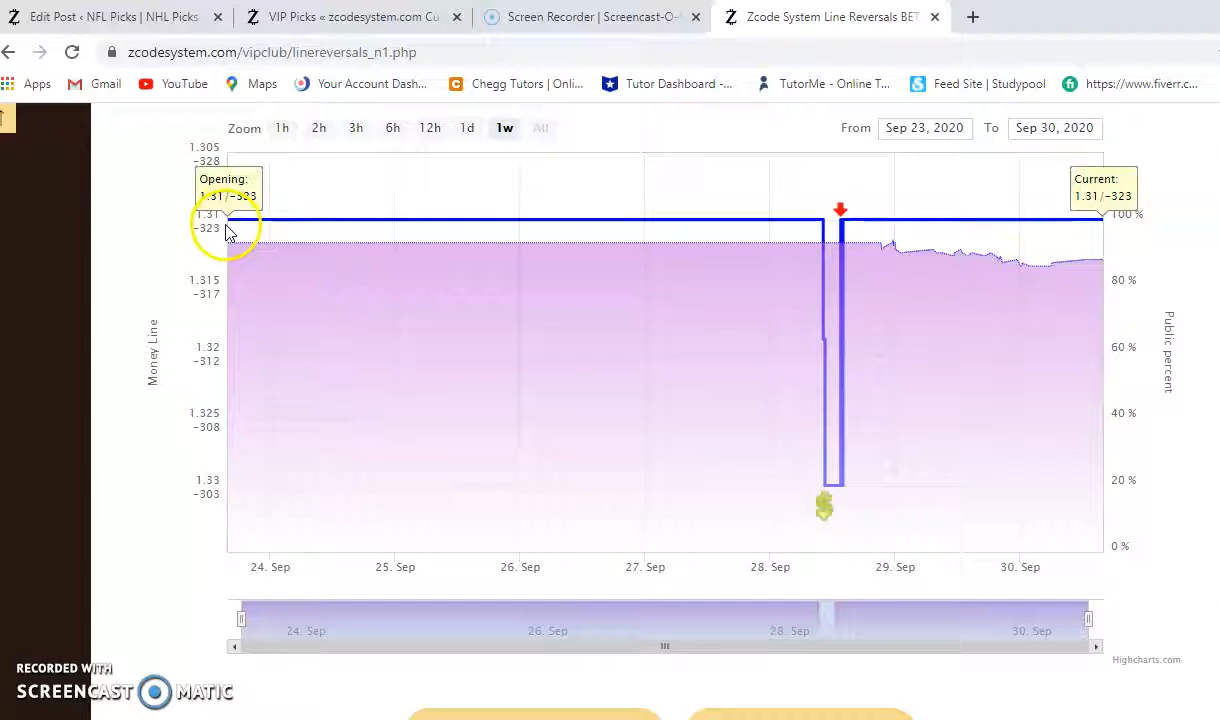 Edit Post ‹ NFL Picks | NHL Picks
VIP Picks « zcodesystem.com Cu
Screen Recorder | Screencast-O-
Zcode System Line Reversals BET
zcodesystem.com/vipclub/linereversals_n1.php
Apps
Gmail
YouTube
Maps
Your Account Dash...
Chegg Tutors | Onli...
Tutor Dashboard -...
TutorMe - Online T...
Feed Site | Studypool
https://www.fiverr.c...
Zoom 1h 2h 3h 6h 12h 1d 1w All
From Sep 23, 2020 To Sep 30, 2020
1.305
-328
Opening:
1.31/-323
Current:
1.31/-323
1.31
-323
100 %
1.315
-317
80 %
1.32
-312
60 %
1.325
-308
40 %
1.33
-303
20 %
0 %
Money Line
Public percent
24. Sep 25. Sep 26. Sep 27. Sep 28. Sep 29. Sep 30. Sep
24. Sep 26. Sep 28. Sep 30. Sep
Highcharts.com
RECORDED WITH
SCREENCAST MATIC